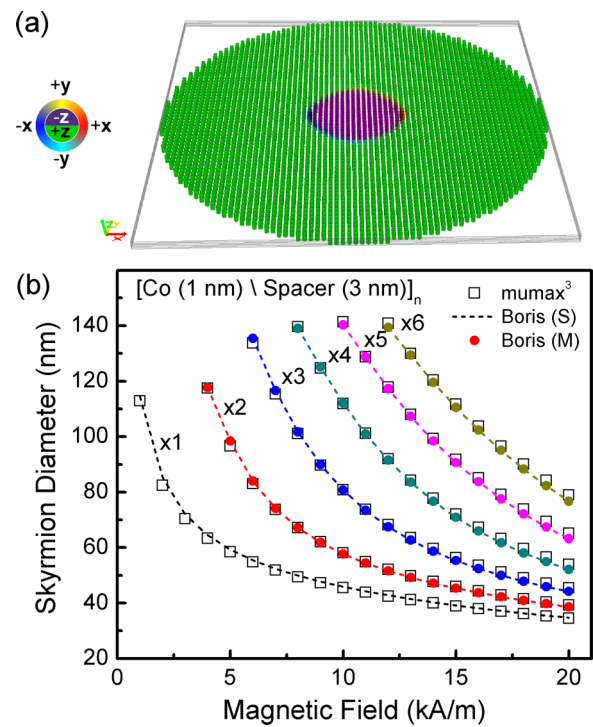 (a)
+y
-x
-z
+z
+x
-y
Z
Y
X
(b)
[Co (1 nm) \ Spacer (3 nm)]n
mumax³
Boris (S)
Boris (M)
x1
x2
x3
x4
x5
x6
140
120
100
80
60
40
20
Skyrmion Diameter (nm)
0
5
10
15
20
Magnetic Field (kA/m)